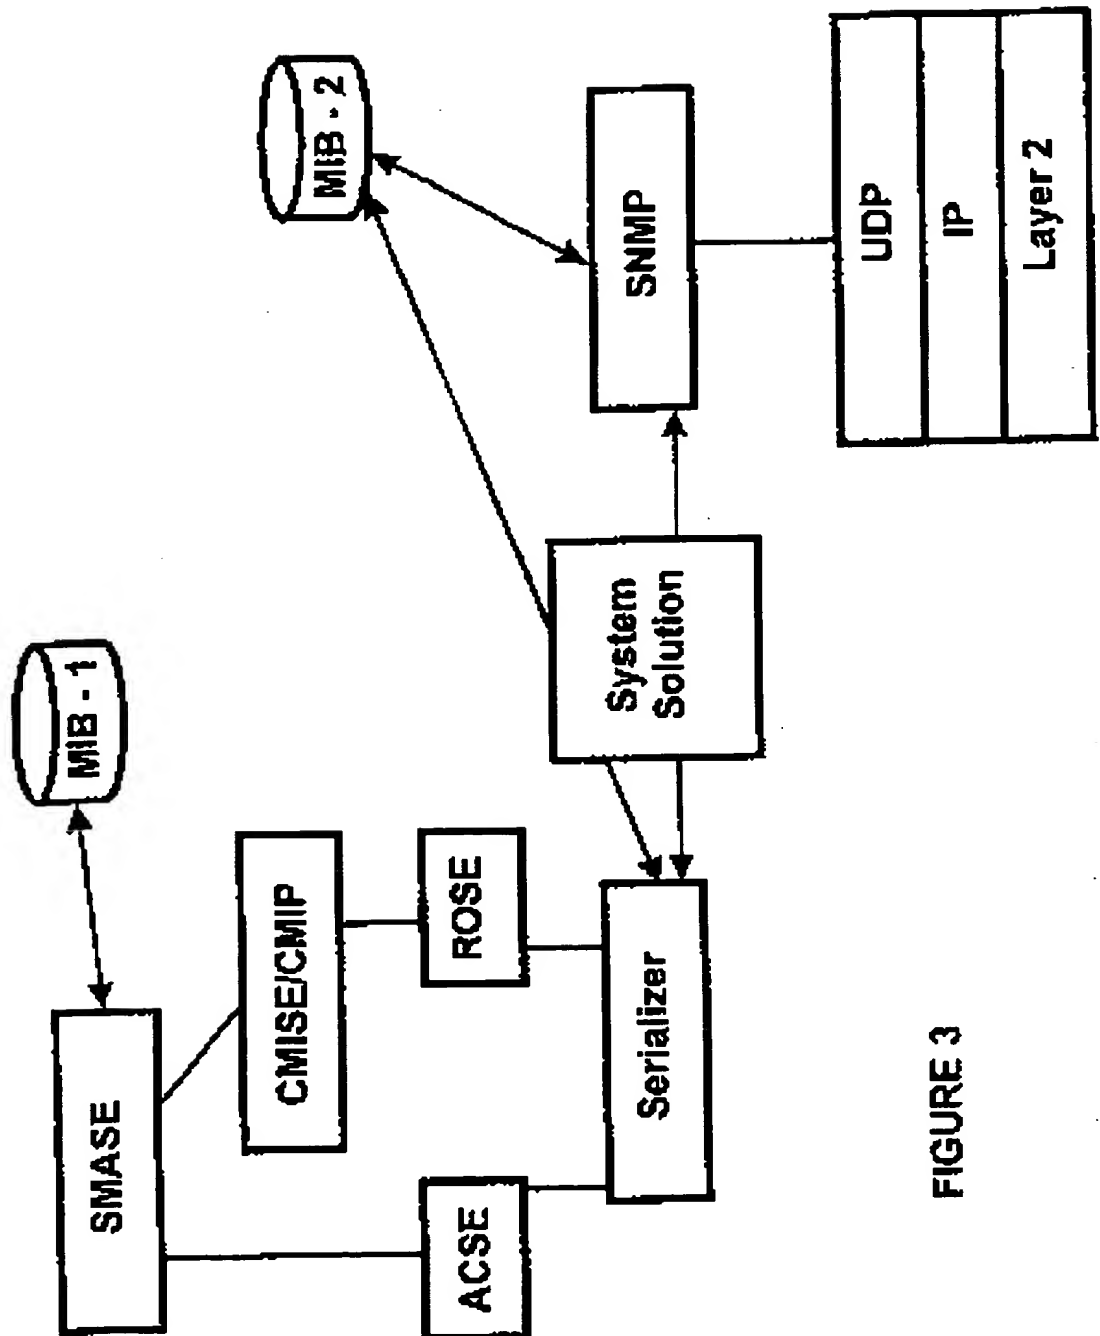 MIB - 1
MIB - 2
SMASE
CMISE/CMIP
ACSE
ROSE
System
Solution
SNMP
Serializer
UDP
IP
Layer 2
FIGURE 3